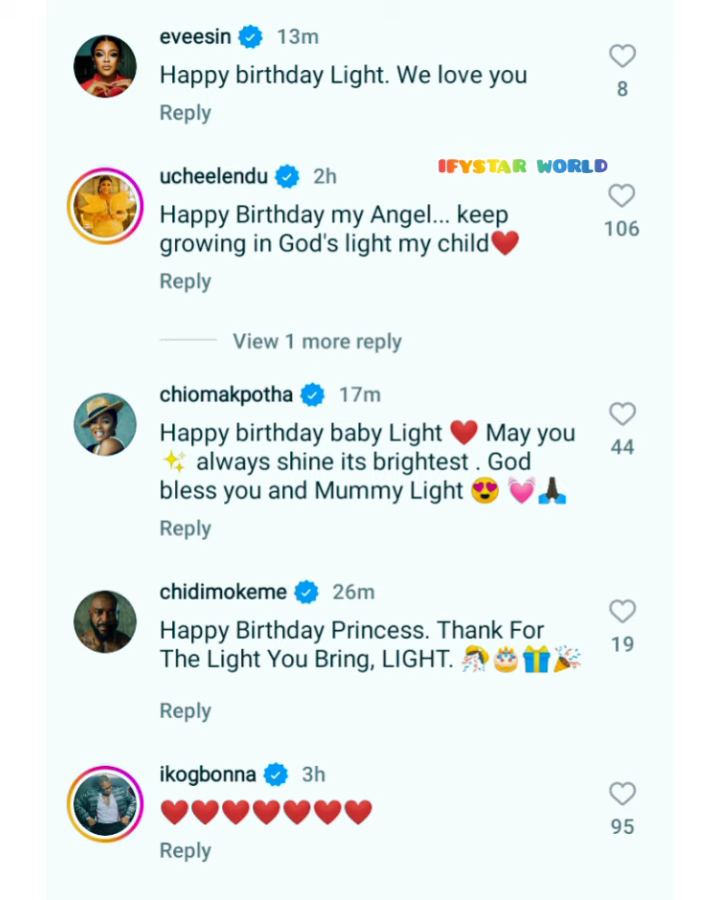 eveesin 13m
Happy birthday Light. We love you
8
Reply
IFYSTAR WORLD
ucheelendu 2h
Happy Birthday my Angel... keep
growing in God's light my child❤️
106
Reply
View 1 more reply
chiomakpotha 17m
Happy birthday baby Light ❤️ May you
✨ always shine its brightest . God
bless you and Mummy Light 😍 💓 🙏🏿
44
Reply
chidimokeme 26m
Happy Birthday Princess. Thank For
The Light You Bring, LIGHT. 🎊🎂🎁🎉
19
Reply
ikogbonna 3h
❤️❤️❤️❤️❤️❤️❤️
95
Reply